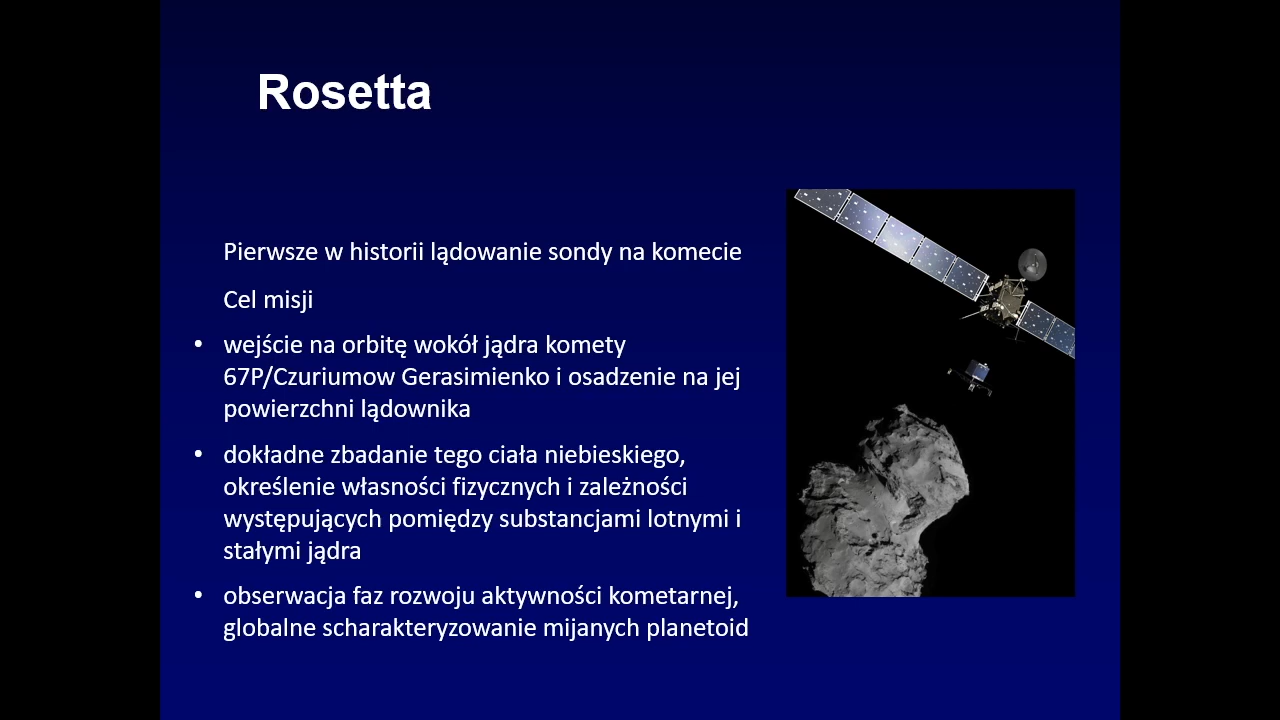 Rosetta
Pierwsze w historii lądowanie sondy na komecie
Cel misji
• wejście na orbitę wokół jądra komety
67P/Czuriumow Gerasimienko i osadzenie na jej
powierzchni lądownika
• dokładne zbadanie tego ciała niebieskiego,
określenie własności fizycznych i zależności
występujących pomiędzy substancjami lotnymi i
stałymi jądra
• obserwacja faz rozwoju aktywności kometarnej,
globalne scharakteryzowanie mijanych planetoid